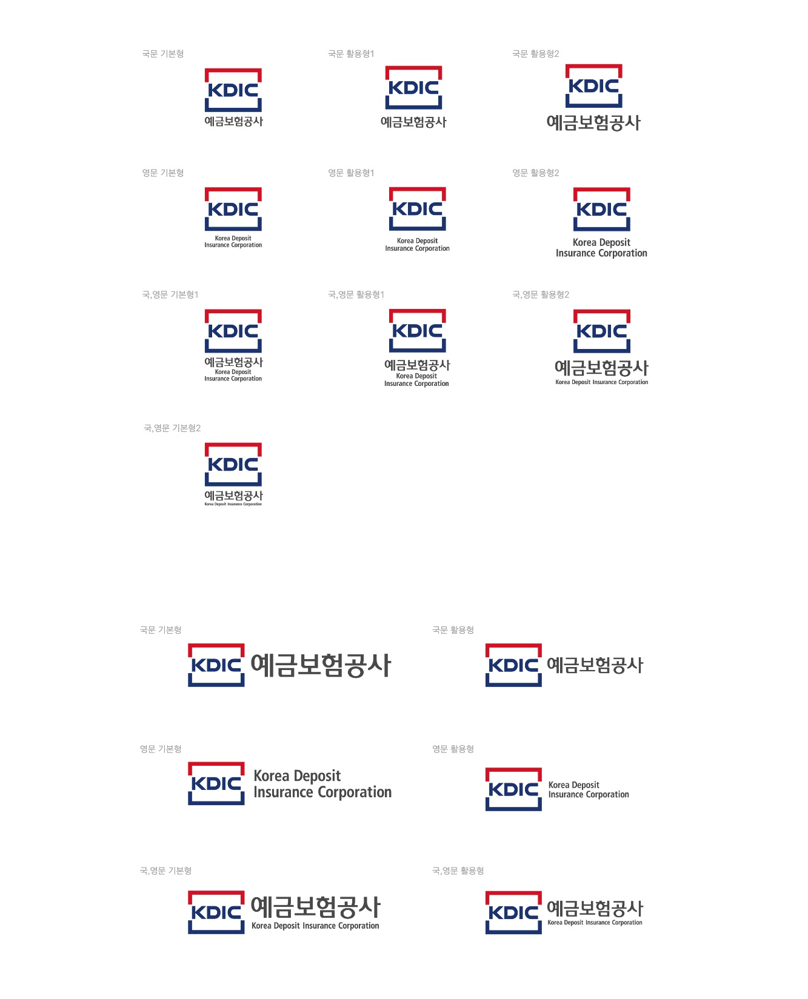 국문 기본형
국문 활용형1
국문 활용형2
KDIC
KDIC
KDIC
예금보험공사
예금보험공사
예금보험공사
영문 기본형
영문 활용형1
영문 활용형2
KDIC
KDIC
KDIC
Korea Deposit
Insurance Corporation
Korea Deposit
Insurance Corporation
Korea Deposit
Insurance Corporation
국,영문 기본형1
국,영문 활용형1
국,영문 활용형2
KDIC
예금보험공사
Korea Deposit
Insurance Corporation
KDIC
예금보험공사
Korea Deposit
Insurance Corporation
KDIC
예금보험공사
Korea Deposit Insurance Corporation
국,영문 기본형2
KDIC
예금보험공사
Korea Deposit Insurance Corporation
국문 기본형
국문 활용형
KDIC
예금보험공사
KDIC
예금보험공사
영문 기본형
영문 활용형
KDIC
Korea Deposit
Insurance Corporation
KDIC
Korea Deposit
Insurance Corporation
국,영문 기본형
국,영문 활용형
KDIC
예금보험공사
Korea Deposit Insurance Corporation
KDIC
예금보험공사
Korea Deposit Insurance Corporation